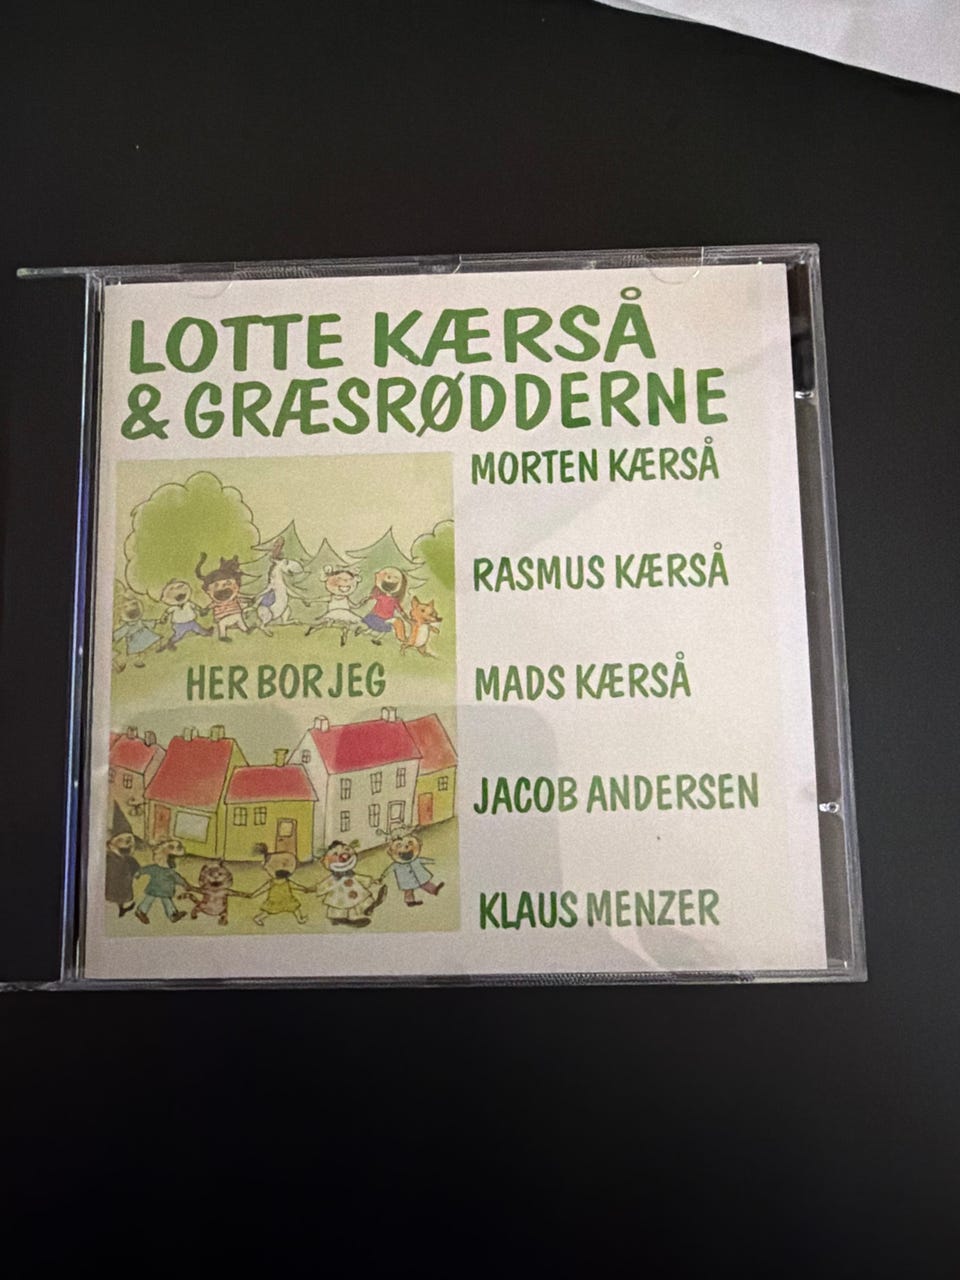 LOTTE KÆRSÅ
& GRÆSRØDDERNE
MORTEN KÆRSÅ
RASMUS KÆRSÅ
HER BOR JEG
MADS KÆRSÅ
JACOB ANDERSEN
KLAUS MENZER